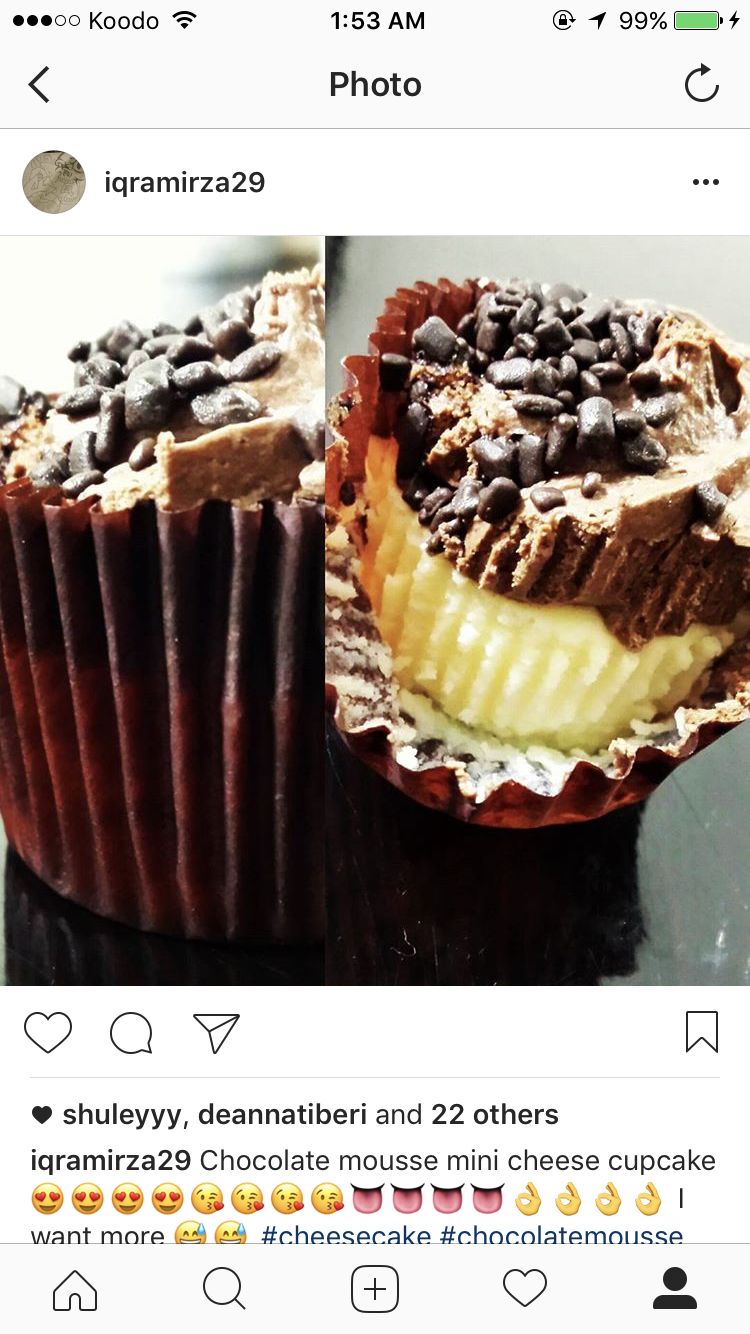 Koodo 1:53 AM 99%
Photo
iqramirza29
shuleyyy, deannatiberi and 22 others
iqramirza29 Chocolate mousse mini cheese cupcake
😍😍😍😍😘😘😘😘👅👅👅👅👌👌👌👌 I
want more 😅😅 #cheesecake #chocolatemousse